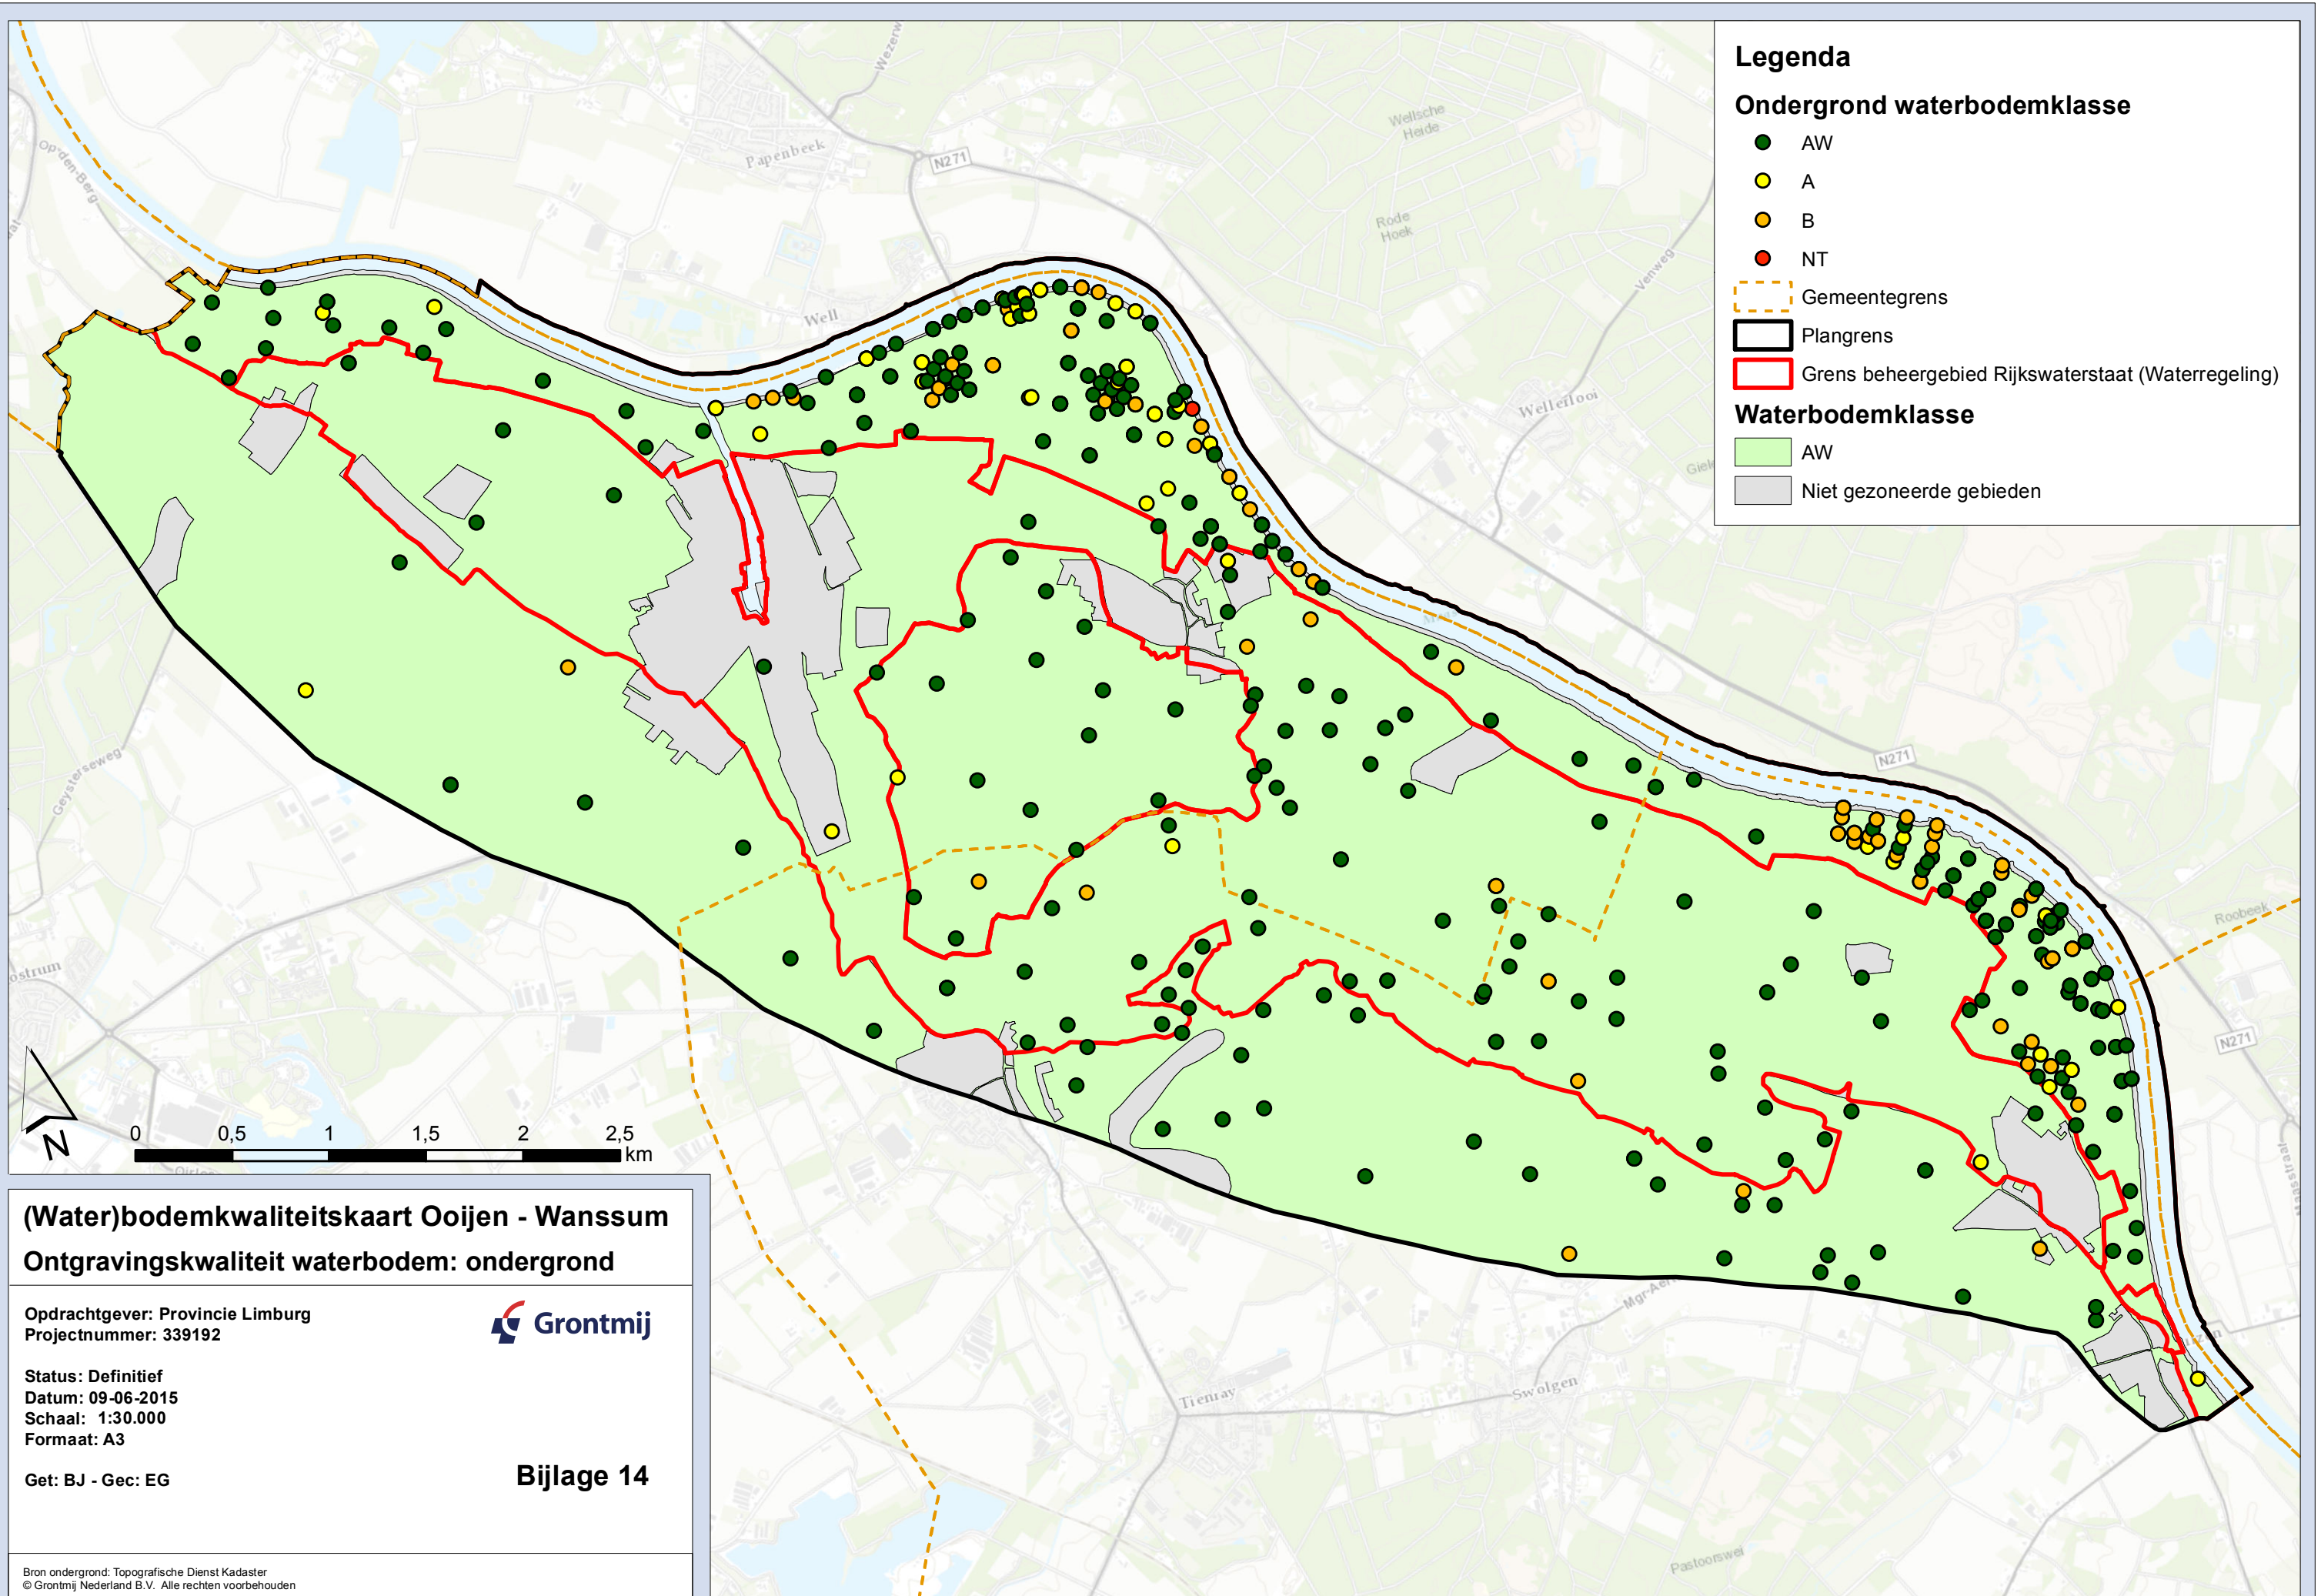 Legenda
Ondergrond waterbodemklasse
AW
A
B
NT
Gemeentegrens
Plangrens
Grens beheergebied Rijkswaterstaat (Waterregeling)
Waterbodemklasse
AW
Niet gezoneerde gebieden
Wellsche
Heide
Papenbeek
N271
Op-den-Berg
Rode
Hoek
Venweg
Well
Wellerlooi
Geysterseweg
N271
Roobeek
ostrum
N271
N
0 0,5 1 1,5 2 2,5
km
Tienray
Swolgen
Pastoorswei
(Water)bodemkwaliteitskaart Ooijen - Wanssum
Ontgravingskwaliteit waterbodem: ondergrond
Opdrachtgever: Provincie Limburg
Projectnummer: 339192
Grontmij
Status: Definitief
Datum: 09-06-2015
Schaal: 1:30.000
Formaat: A3
Get: BJ - Gec: EG
Bijlage 14
Bron ondergrond: Topografische Dienst Kadaster
© Grontmij Nederland B.V. Alle rechten voorbehouden